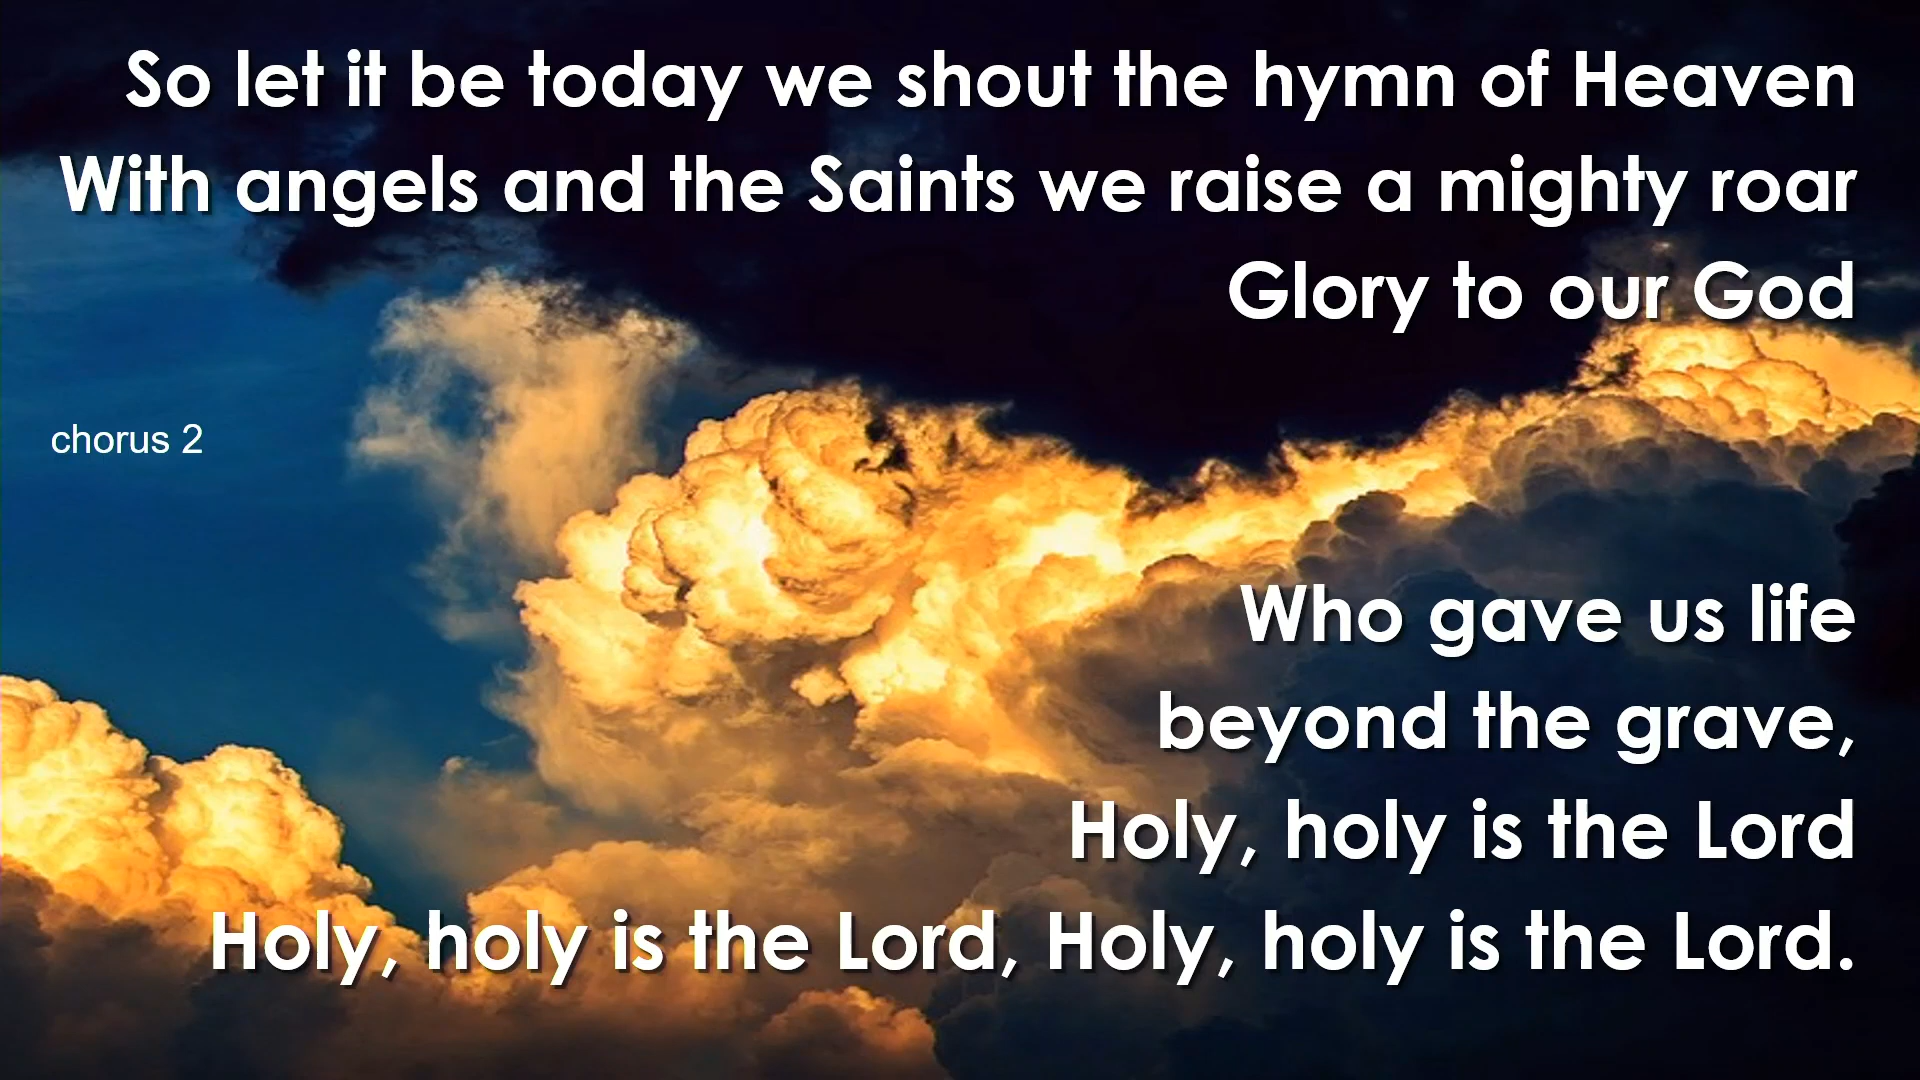 So let it be today we shout the hymn of Heaven
With angels and the Saints we raise a mighty roar
Glory to our God
chorus 2
Who gave us life
beyond the grave,
Holy, holy is the Lord
Holy, holy is the Lord, Holy, holy is the Lord.